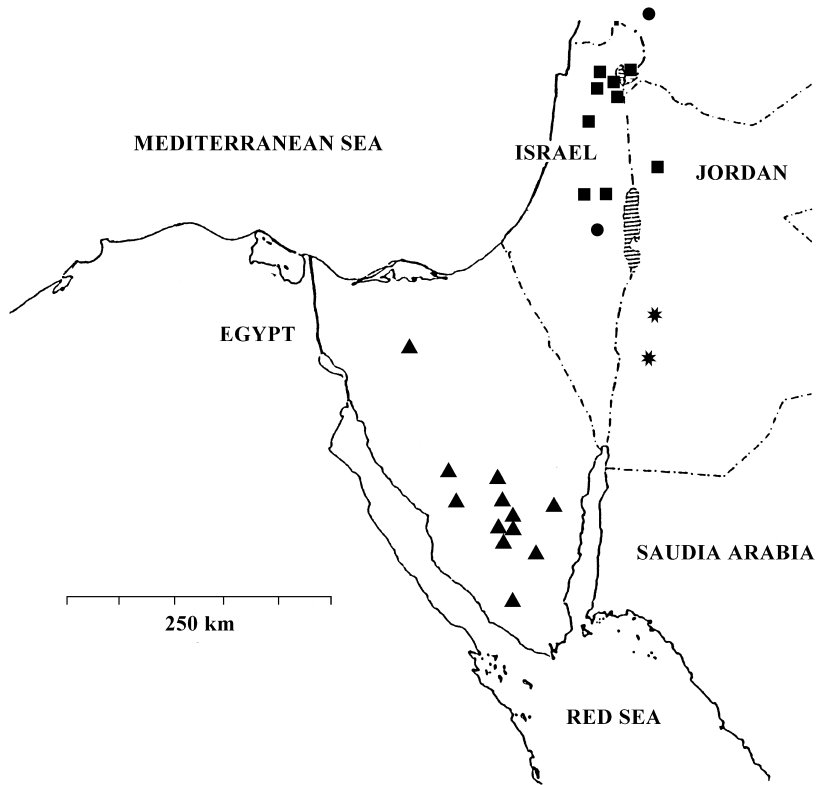 MEDITERRANEAN SEA
ISRAEL
JORDAN
EGYPT
SAUDIA ARABIA
250 km
RED SEA